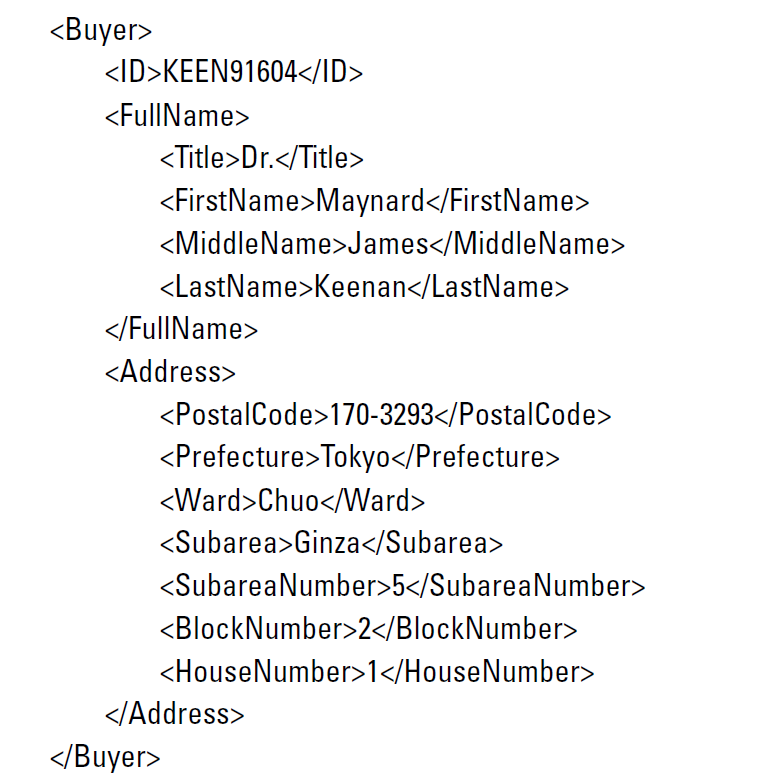 <Buyer>
<ID>KEEN91604</ID>
<FullName>
<Title>Dr.</Title>
<FirstName>Maynard</FirstName>
<MiddleName>James</MiddleName>
<LastName>Keenan</LastName>
</FullName>
<Address>
<PostalCode>170-3293</PostalCode>
<Prefecture>Tokyo</Prefecture>
<Ward>Chuo</Ward>
<Subarea>Ginza</Subarea>
<SubareaNumber>5</SubareaNumber>
<BlockNumber>2</BlockNumber>
<HouseNumber>1</HouseNumber>
</Address>
</Buyer>